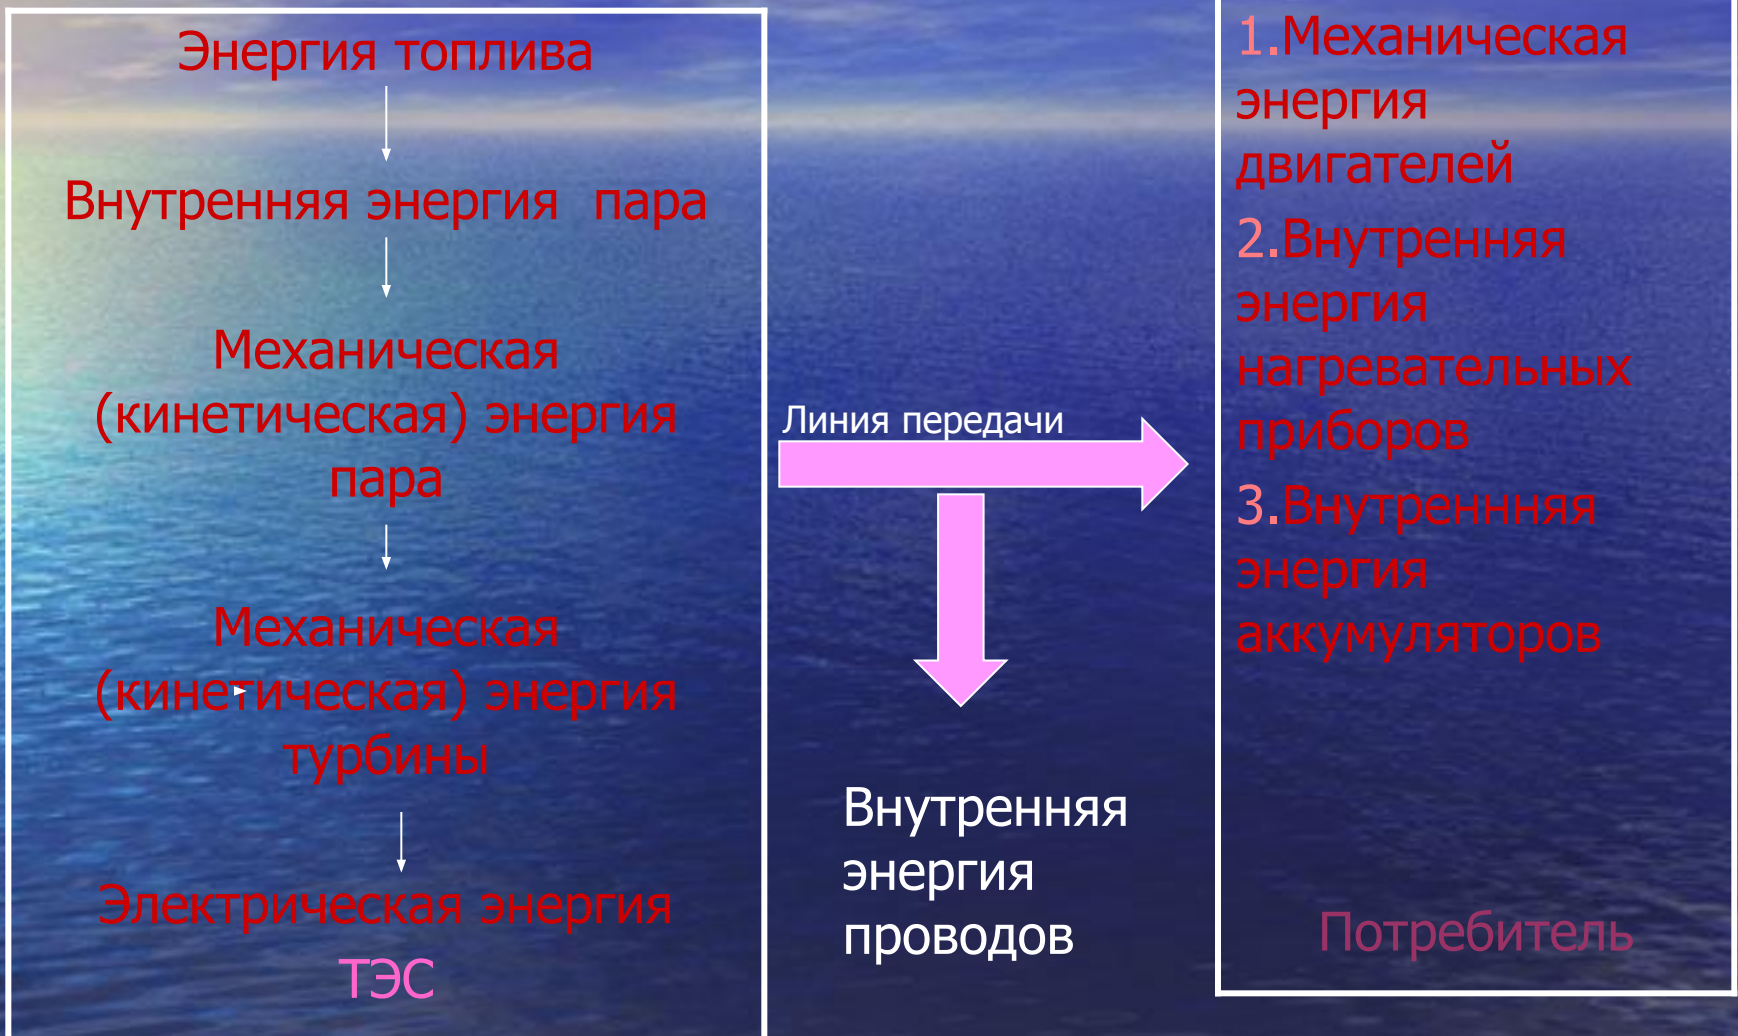 Энергия топлива
Внутренняя энергия пара
Механическая
(кинетическая) энергия
пара
Механическая
(кинетическая) энергия
турбины
Электрическая энергия
ТЭС
Линия передачи
Внутренняя
энергия
проводов
1.Механическая
энергия
двигателей
2.Внутренняя
энергия
нагревательных
приборов
3.Внутреннняя
энергия
аккумуляторов
Потребитель